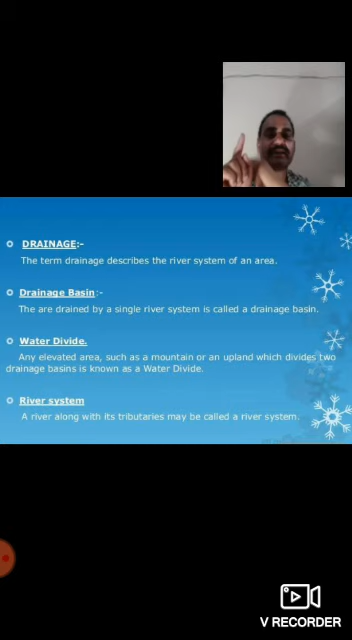 DRAINAGE:-
The term drainage describes the river system of an area.
Drainage Basin:-
The are drained by a single river system is called a drainage basin.
Water Divide.
Any elevated area, such as a mountain or an upland which divides two
drainage basins is known as a Water Divide.
River system
A river along with its tributaries may be called a river system.
V RECORDER